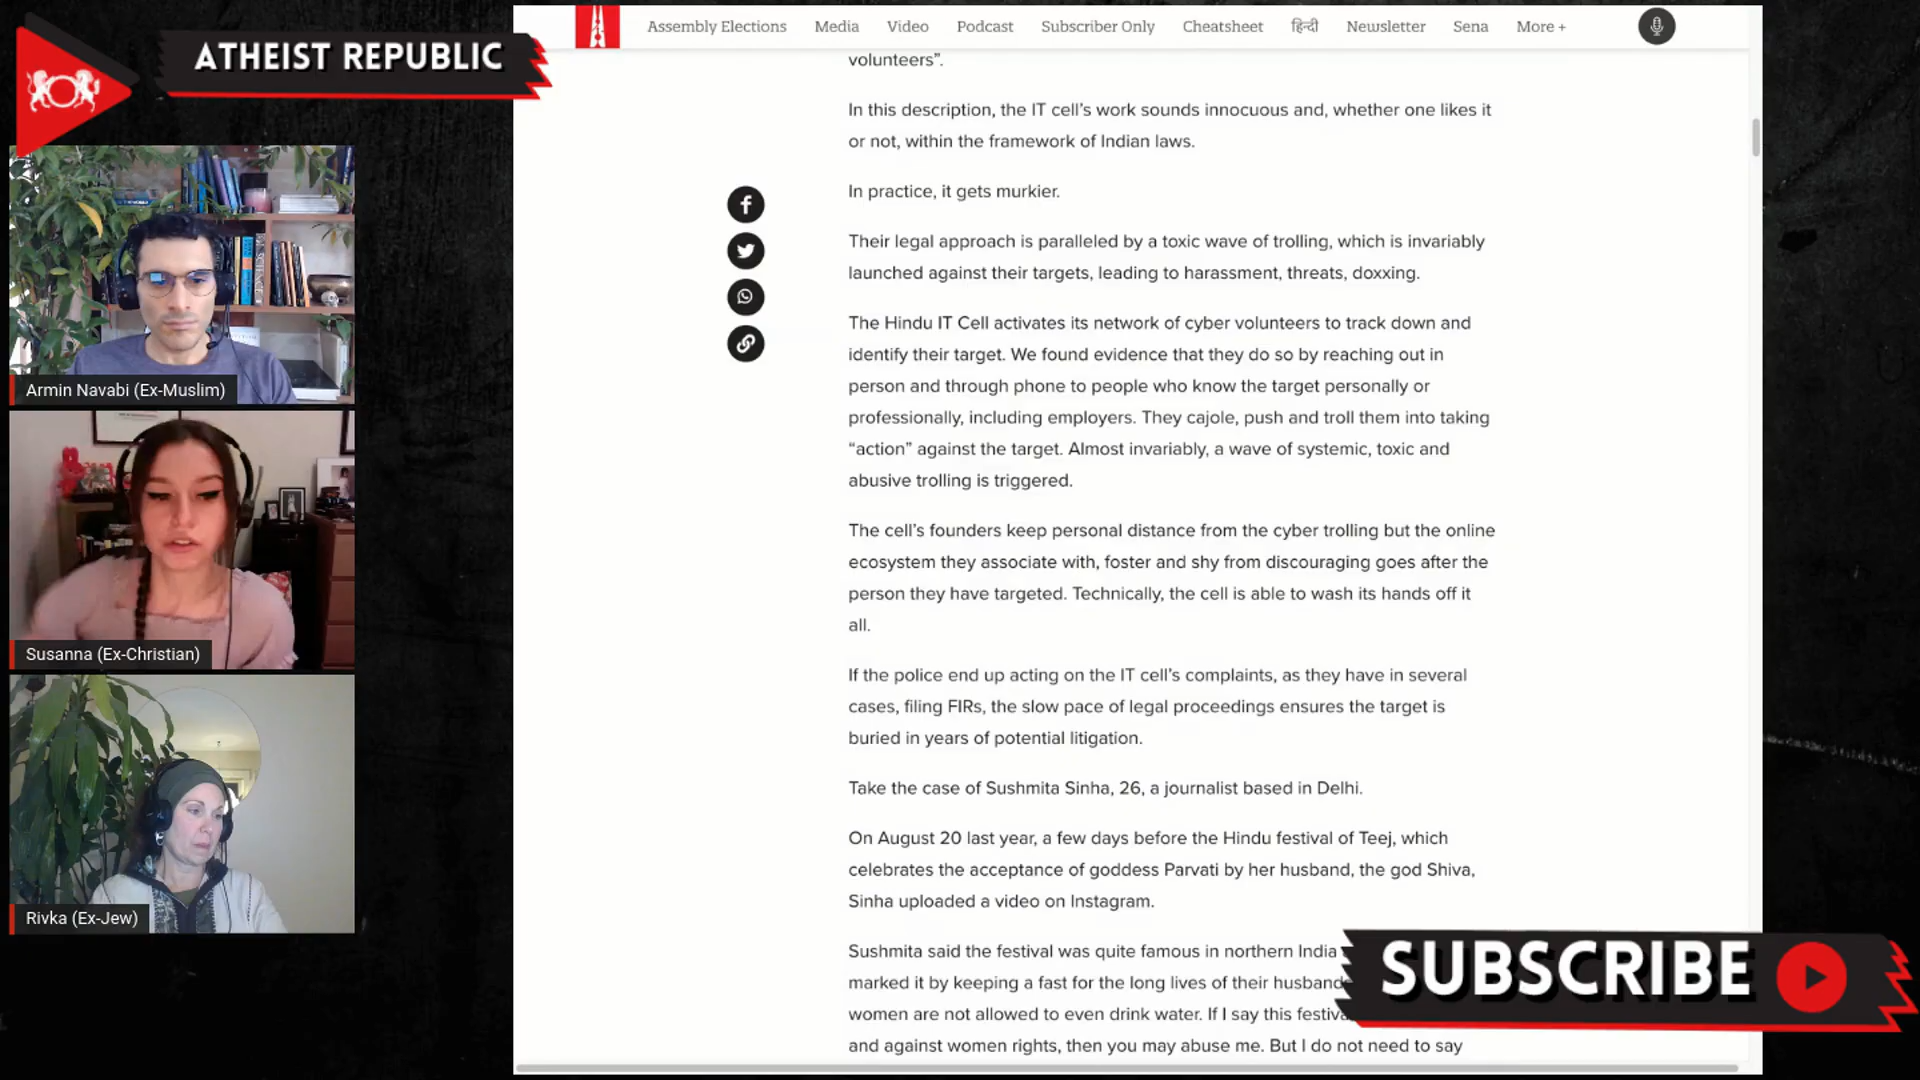 ATHEIST REPUBLIC
Assembly Elections Media Video Podcast Subscriber Only Cheatsheet हिन्दी Newsletter Sena More +
volunteers”.
In this description, the IT cell’s work sounds innocuous and, whether one likes it
or not, within the framework of Indian laws.
In practice, it gets murkier.
Their legal approach is paralleled by a toxic wave of trolling, which is invariably
launched against their targets, leading to harassment, threats, doxxing.
The Hindu IT Cell activates its network of cyber volunteers to track down and
identify their target. We found evidence that they do so by reaching out in
person and through phone to people who know the target personally or
professionally, including employers. They cajole, push and troll them into taking
“action” against the target. Almost invariably, a wave of systemic, toxic and
abusive trolling is triggered.
The cell’s founders keep personal distance from the cyber trolling but the online
ecosystem they associate with, foster and shy from discouraging goes after the
person they have targeted. Technically, the cell is able to wash its hands off it
all.
If the police end up acting on the IT cell’s complaints, as they have in several
cases, filing FIRs, the slow pace of legal proceedings ensures the target is
buried in years of potential litigation.
Take the case of Sushmita Sinha, 26, a journalist based in Delhi.
On August 20 last year, a few days before the Hindu festival of Teej, which
celebrates the acceptance of goddess Parvati by her husband, the god Shiva,
Sinha uploaded a video on Instagram.
Sushmita said the festival was quite famous in northern India
marked it by keeping a fast for the long lives of their husband
women are not allowed to even drink water. If I say this festiva
and against women rights, then you may abuse me. But I do not need to say
Armin Navabi (Ex-Muslim)
Susanna (Ex-Christian)
Rivka (Ex-Jew)
SUBSCRIBE